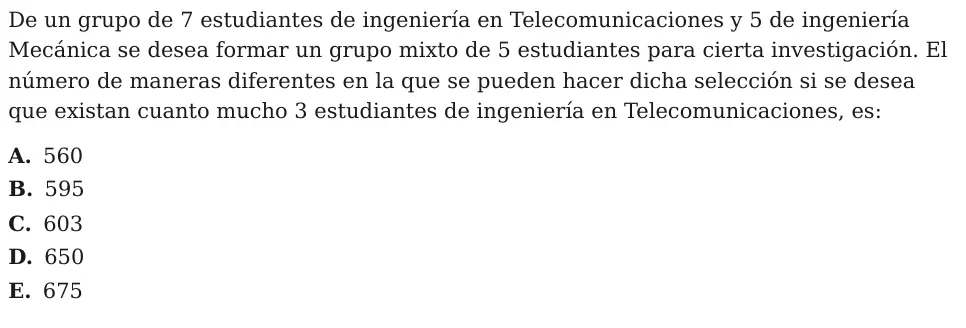 De un grupo de 7 estudiantes de ingeniería en Telecomunicaciones y 5 de ingeniería
Mecánica se desea formar un grupo mixto de 5 estudiantes para cierta investigación. El
número de maneras diferentes en la que se pueden hacer dicha selección si se desea
que existan cuanto mucho 3 estudiantes de ingeniería en Telecomunicaciones, es:
A. 560
B. 595
C. 603
D. 650
E. 675